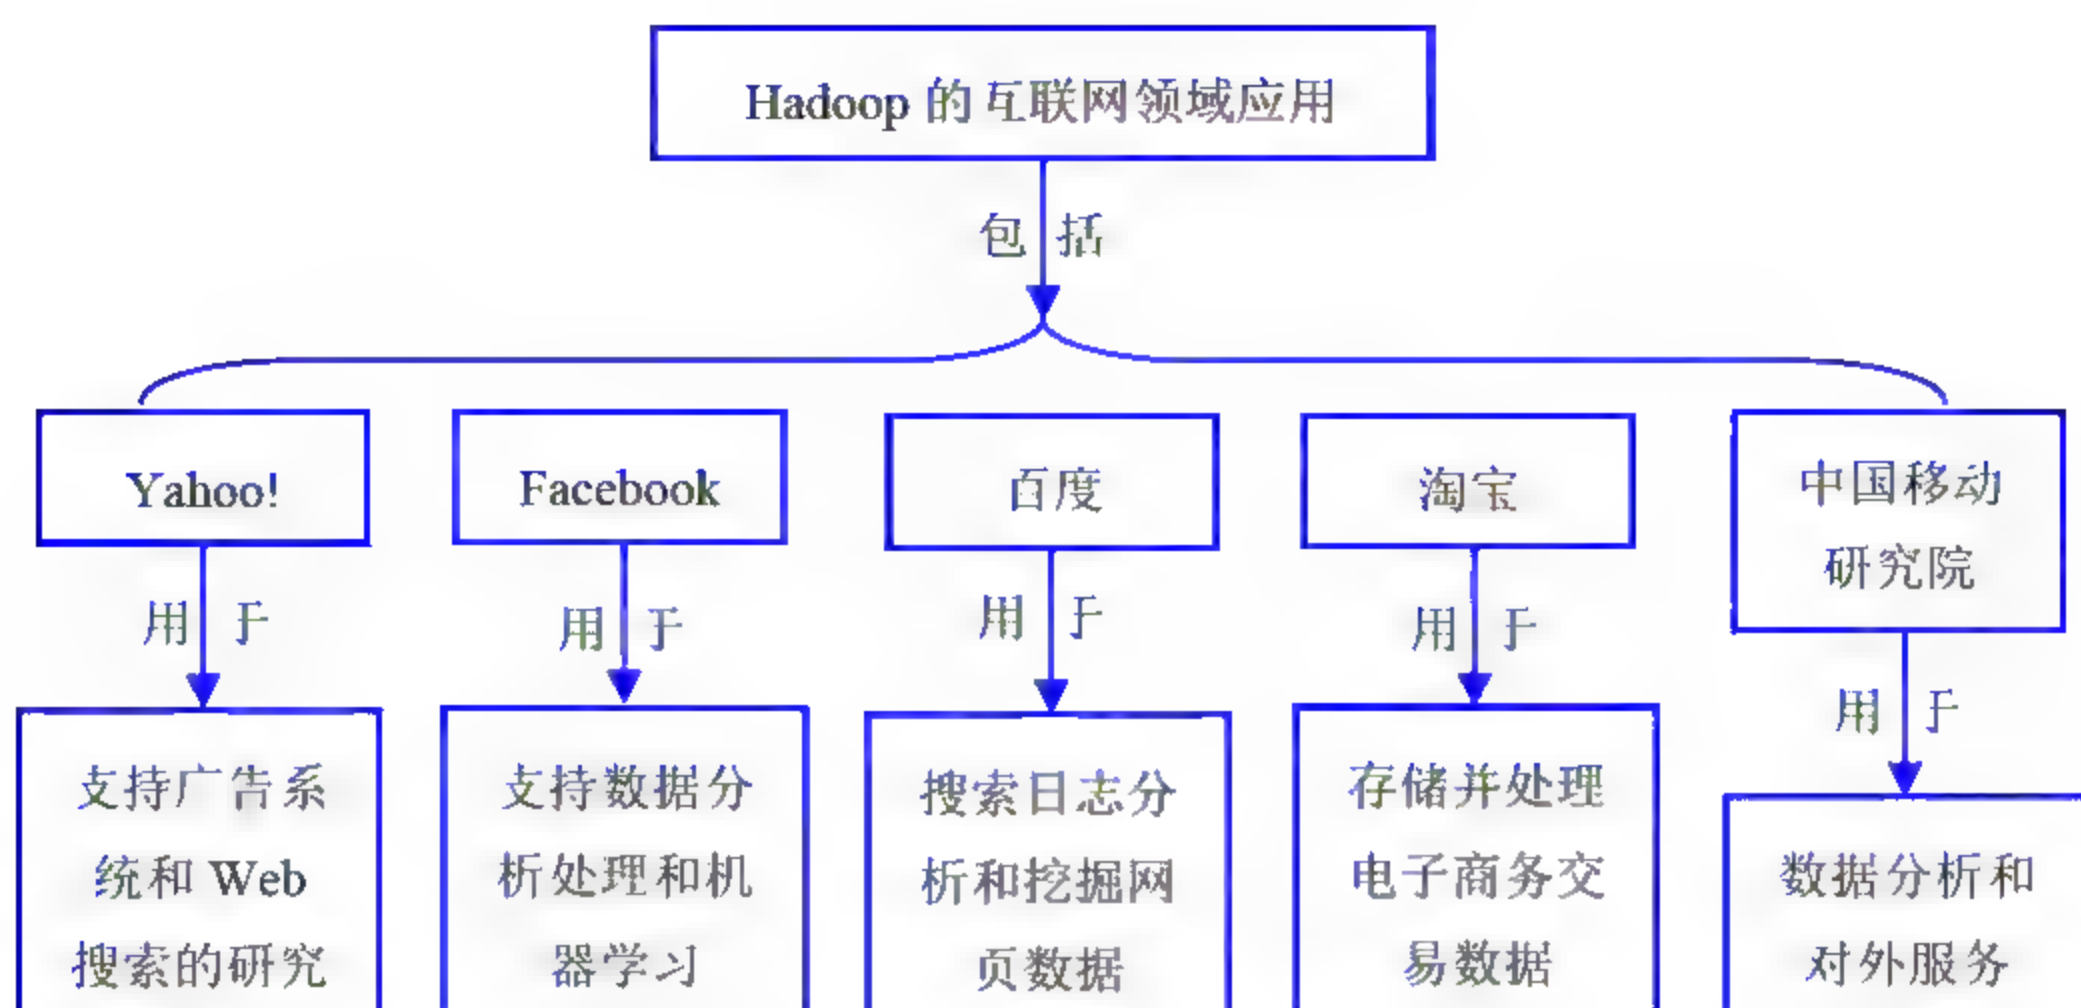 Hadoop 的互联网领域应用
包括
Yahoo!
Facebook
百度
淘宝
中国移动
研究院
用于
用于
用于
用于
用于
支持广告系
统和 Web
搜索的研究
支持数据分
析处理和机
器学习
搜索日志分
析和挖掘网
页数据
存储并处理
电子商务交
易数据
数据分析和
对外服务